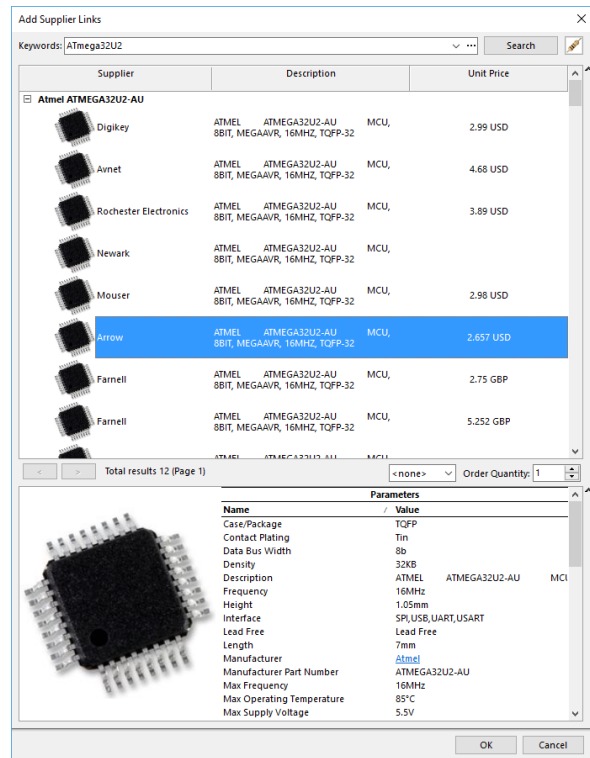 Add Supplier Links
Keywords: ATmega32U2 Search
Supplier Description Unit Price
Atmel ATMEGA32U2-AU
Digikey ATMEL ATMEGA32U2-AU MCU, 8BIT, MEGAAVR, 16MHZ, TQFP-32 2.99 USD
Avnet ATMEL ATMEGA32U2-AU MCU, 8BIT, MEGAAVR, 16MHZ, TQFP-32 4.68 USD
Rochester Electronics ATMEL ATMEGA32U2-AU MCU, 8BIT, MEGAAVR, 16MHZ, TQFP-32 3.89 USD
Newark ATMEL ATMEGA32U2-AU MCU, 8BIT, MEGAAVR, 16MHZ, TQFP-32
Mouser ATMEL ATMEGA32U2-AU MCU, 8BIT, MEGAAVR, 16MHZ, TQFP-32 2.98 USD
Arrow ATMEL ATMEGA32U2-AU MCU, 8BIT, MEGAAVR, 16MHZ, TQFP-32 2.657 USD
Farnell ATMEL ATMEGA32U2-AU MCU, 8BIT, MEGAAVR, 16MHZ, TQFP-32 2.75 GBP
Farnell ATMEL ATMEGA32U2-AU MCU, 8BIT, MEGAAVR, 16MHZ, TQFP-32 5.252 GBP
ATMEL ATMEGA32U2-AU MCU
< > Total results 12 (Page 1) <none> Order Quantity: 1
Parameters
Name / Value
Case/Package TQFP
Contact Plating Tin
Data Bus Width 8b
Density 32KB
Description ATMEL ATMEGA32U2-AU MCU
Frequency 16MHz
Height 1.05mm
Interface SPI,USB,UART,USART
Lead Free Lead Free
Length 7mm
Manufacturer Atmel
Manufacturer Part Number ATMEGA32U2-AU
Max Frequency 16MHz
Max Operating Temperature 85°C
Max Supply Voltage 5.5V
OK Cancel